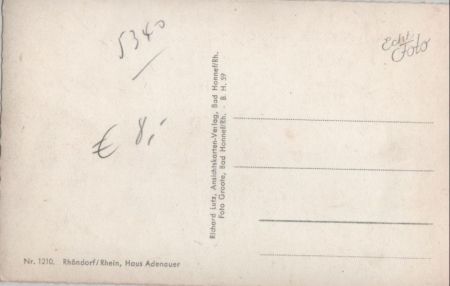 5340
€ 8,-
Echt
Foto
Richard Lutz, Ansichtskarten-Verlag, Bad Honnef/Rh.
Foto Groote, Bad Honnef/Rh. - B. H. 59
Nr. 1210. Rhöndorf/Rhein, Haus Adenauer